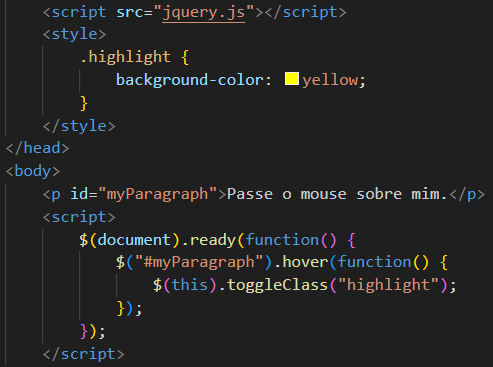 <script src="jquery.js"></script>
<style>
.highlight {
background-color: yellow;
}
</style>
</head>
<body>
<p id="myParagraph">Passe o mouse sobre mim.</p>
<script>
$(document).ready(function() {
$("#myParagraph").hover(function() {
$(this).toggleClass("highlight");
});
});
</script>